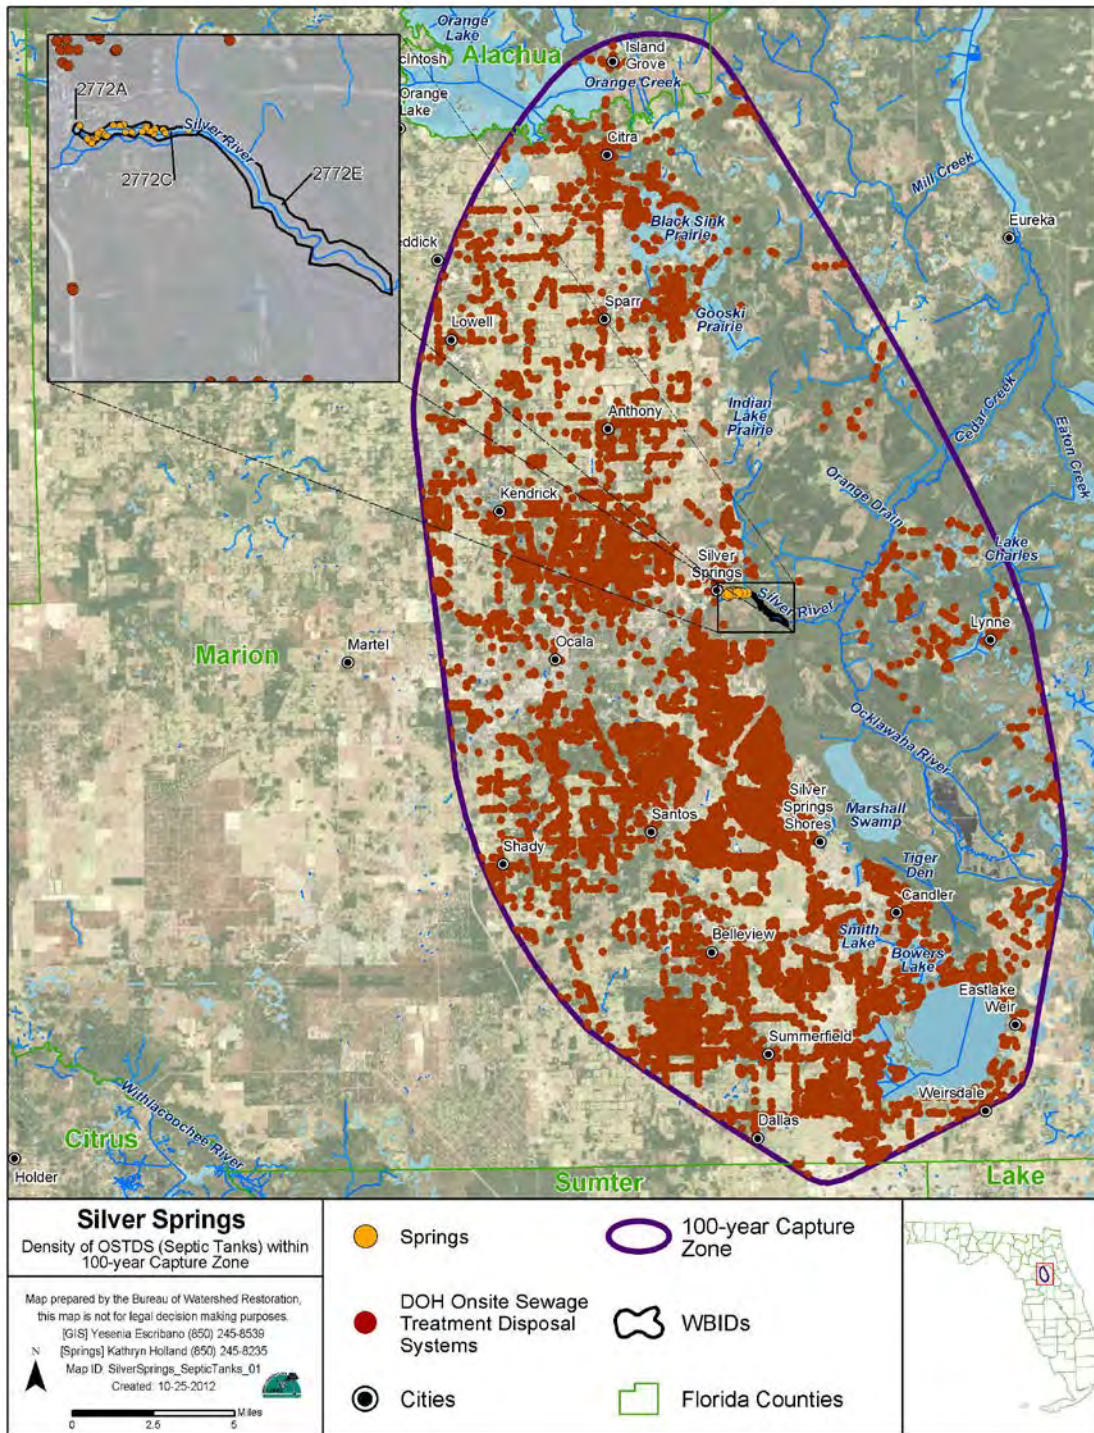 Orange
Lake
Alachua
Island
Grove
cIntosh
Orange Creek
Orange
Lake
2772A
Silver River
2772C
2772E
Citra
Mill Creek
Black Sink
Prairie
Eureka
eddick
Sparr
Gooski
Prairie
Lowell
Indian
Lake
Prairie
Anthony
Cedar Creek
Eaton Creek
Orange Drain
Kendrick
Lake
Charles
Silver
Springs
Silver River
Lynne
Marion
Martel
Ocala
Ocklawaha River
Silver
Springs
Shores
Marshall
Swamp
Santos
Shady
Tiger
Den
Candler
Smith
Lake
Belleview
Bowers
Lake
Eastlake
Weir
Summerfield
Weirsdale
Withlacoochee River
Citrus
Dallas
Holder
Sumter
Lake
Silver Springs
Density of OSTDS (Septic Tanks) within
100-year Capture Zone
Map prepared by the Bureau of Watershed Restoration,
this map is not for legal decision making purposes.
[GIS] Yesenia Escribano (850) 245-8539
[Springs] Kathryn Holland (850) 245-8235
Map ID: SilverSprings_SepticTanks_01
Created: 10-25-2012
N
Miles
0 2.5 5
Springs
DOH Onsite Sewage
Treatment Disposal
Systems
Cities
100-year Capture
Zone
WBIDs
Florida Counties